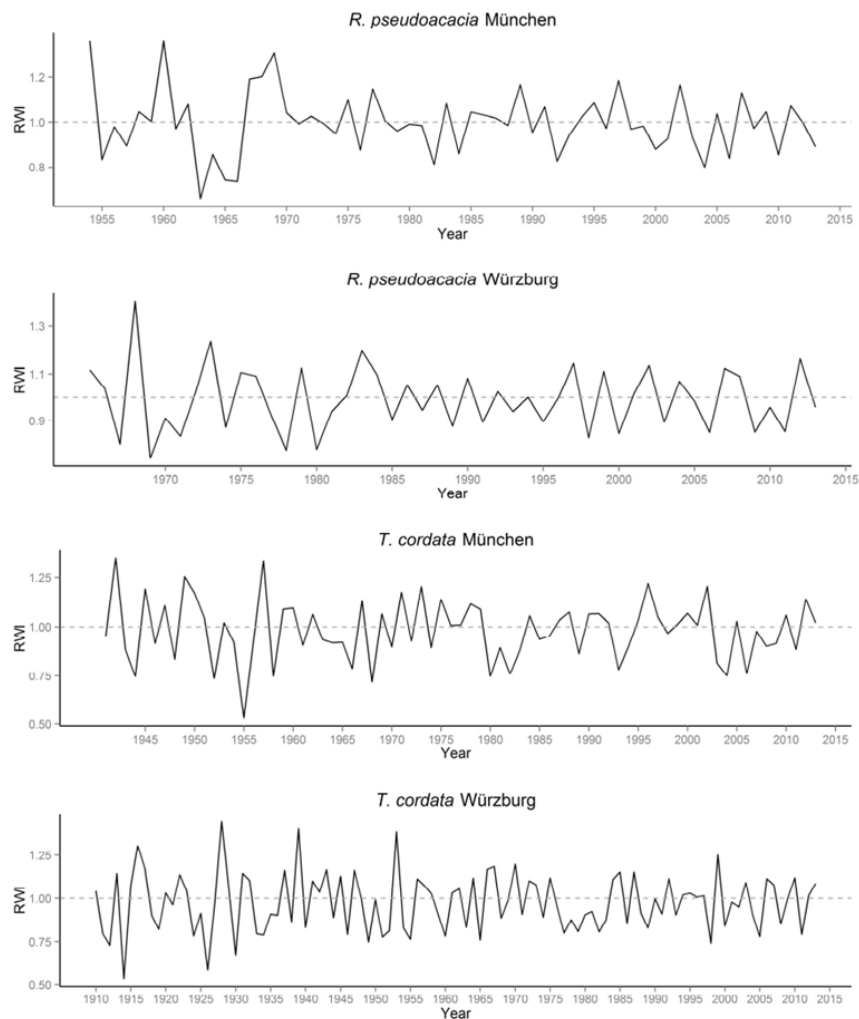 R. pseudoacacia München
1.2
1.0
0.8
RWI
1955 1960 1965 1970 1975 1980 1985 1990 1995 2000 2005 2010 2015
Year
R. pseudoacacia Würzburg
1.3
1.1
0.9
RWI
1970 1975 1980 1985 1990 1995 2000 2005 2010 2015
Year
T. cordata München
1.25
1.00
0.75
0.50
RWI
1945 1950 1955 1960 1965 1970 1975 1980 1985 1990 1995 2000 2005 2010 2015
Year
T. cordata Würzburg
1.25
1.00
0.75
0.50
RWI
1910 1915 1920 1925 1930 1935 1940 1945 1950 1955 1960 1965 1970 1975 1980 1985 1990 1995 2000 2005 2010 2015
Year